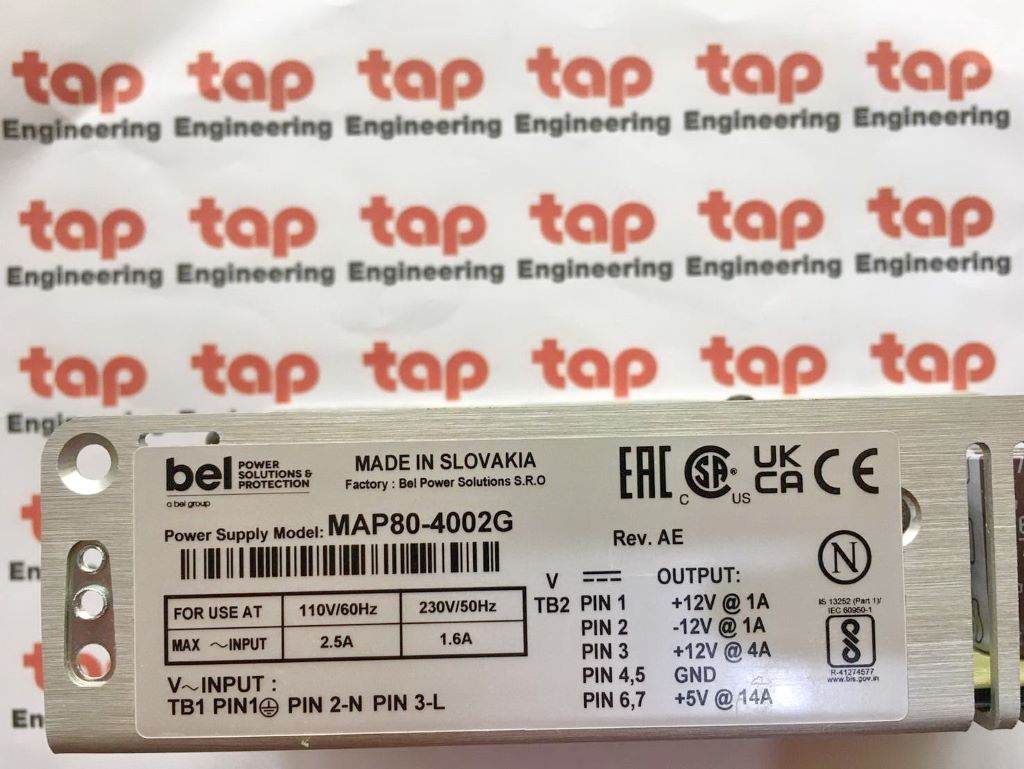 tap tap tap tap tap tap
Engineering Engineering Engineering Engineering Engineering Engineering
tap tap tap tap tap tap
Engineering Engineering Engineering Engineering Engineering Engineering
tap tap tap tap tap tap
bel POWER SOLUTIONS & PROTECTION
a bel group
MADE IN SLOVAKIA
Factory : Bel Power Solutions S.R.O
EAC C SA ® US UK CA CE
Power Supply Model: MAP80-4002G
Rev. AE
N
FOR USE AT 110V/60Hz 230V/50Hz
MAX ~INPUT 2.5A 1.6A
V~INPUT :
TB1 PIN1 PIN 2-N PIN 3-L
V OUTPUT:
TB2 PIN 1 +12V @ 1A
PIN 2 -12V @ 1A
PIN 3 +12V @ 4A
PIN 4,5 GND
PIN 6,7 +5V @ 14A
IS 13252 (Part 1)/
IEC 60950-1
R-41274577
www.bis.gov.in